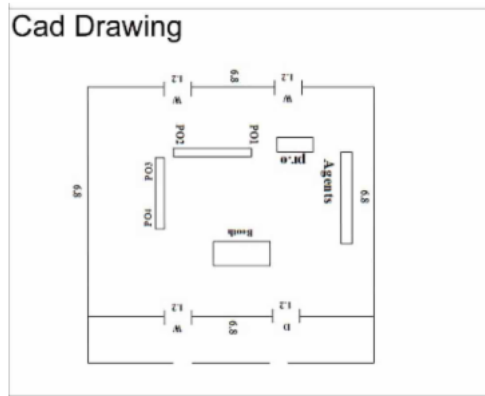 Cad Drawing
1.2 6.8 1.2
W W
PO2 PO1
pr.o
PO3
Agents
6.8 6.8
PO4
Booth
1.2 1.2
W 6.8 D